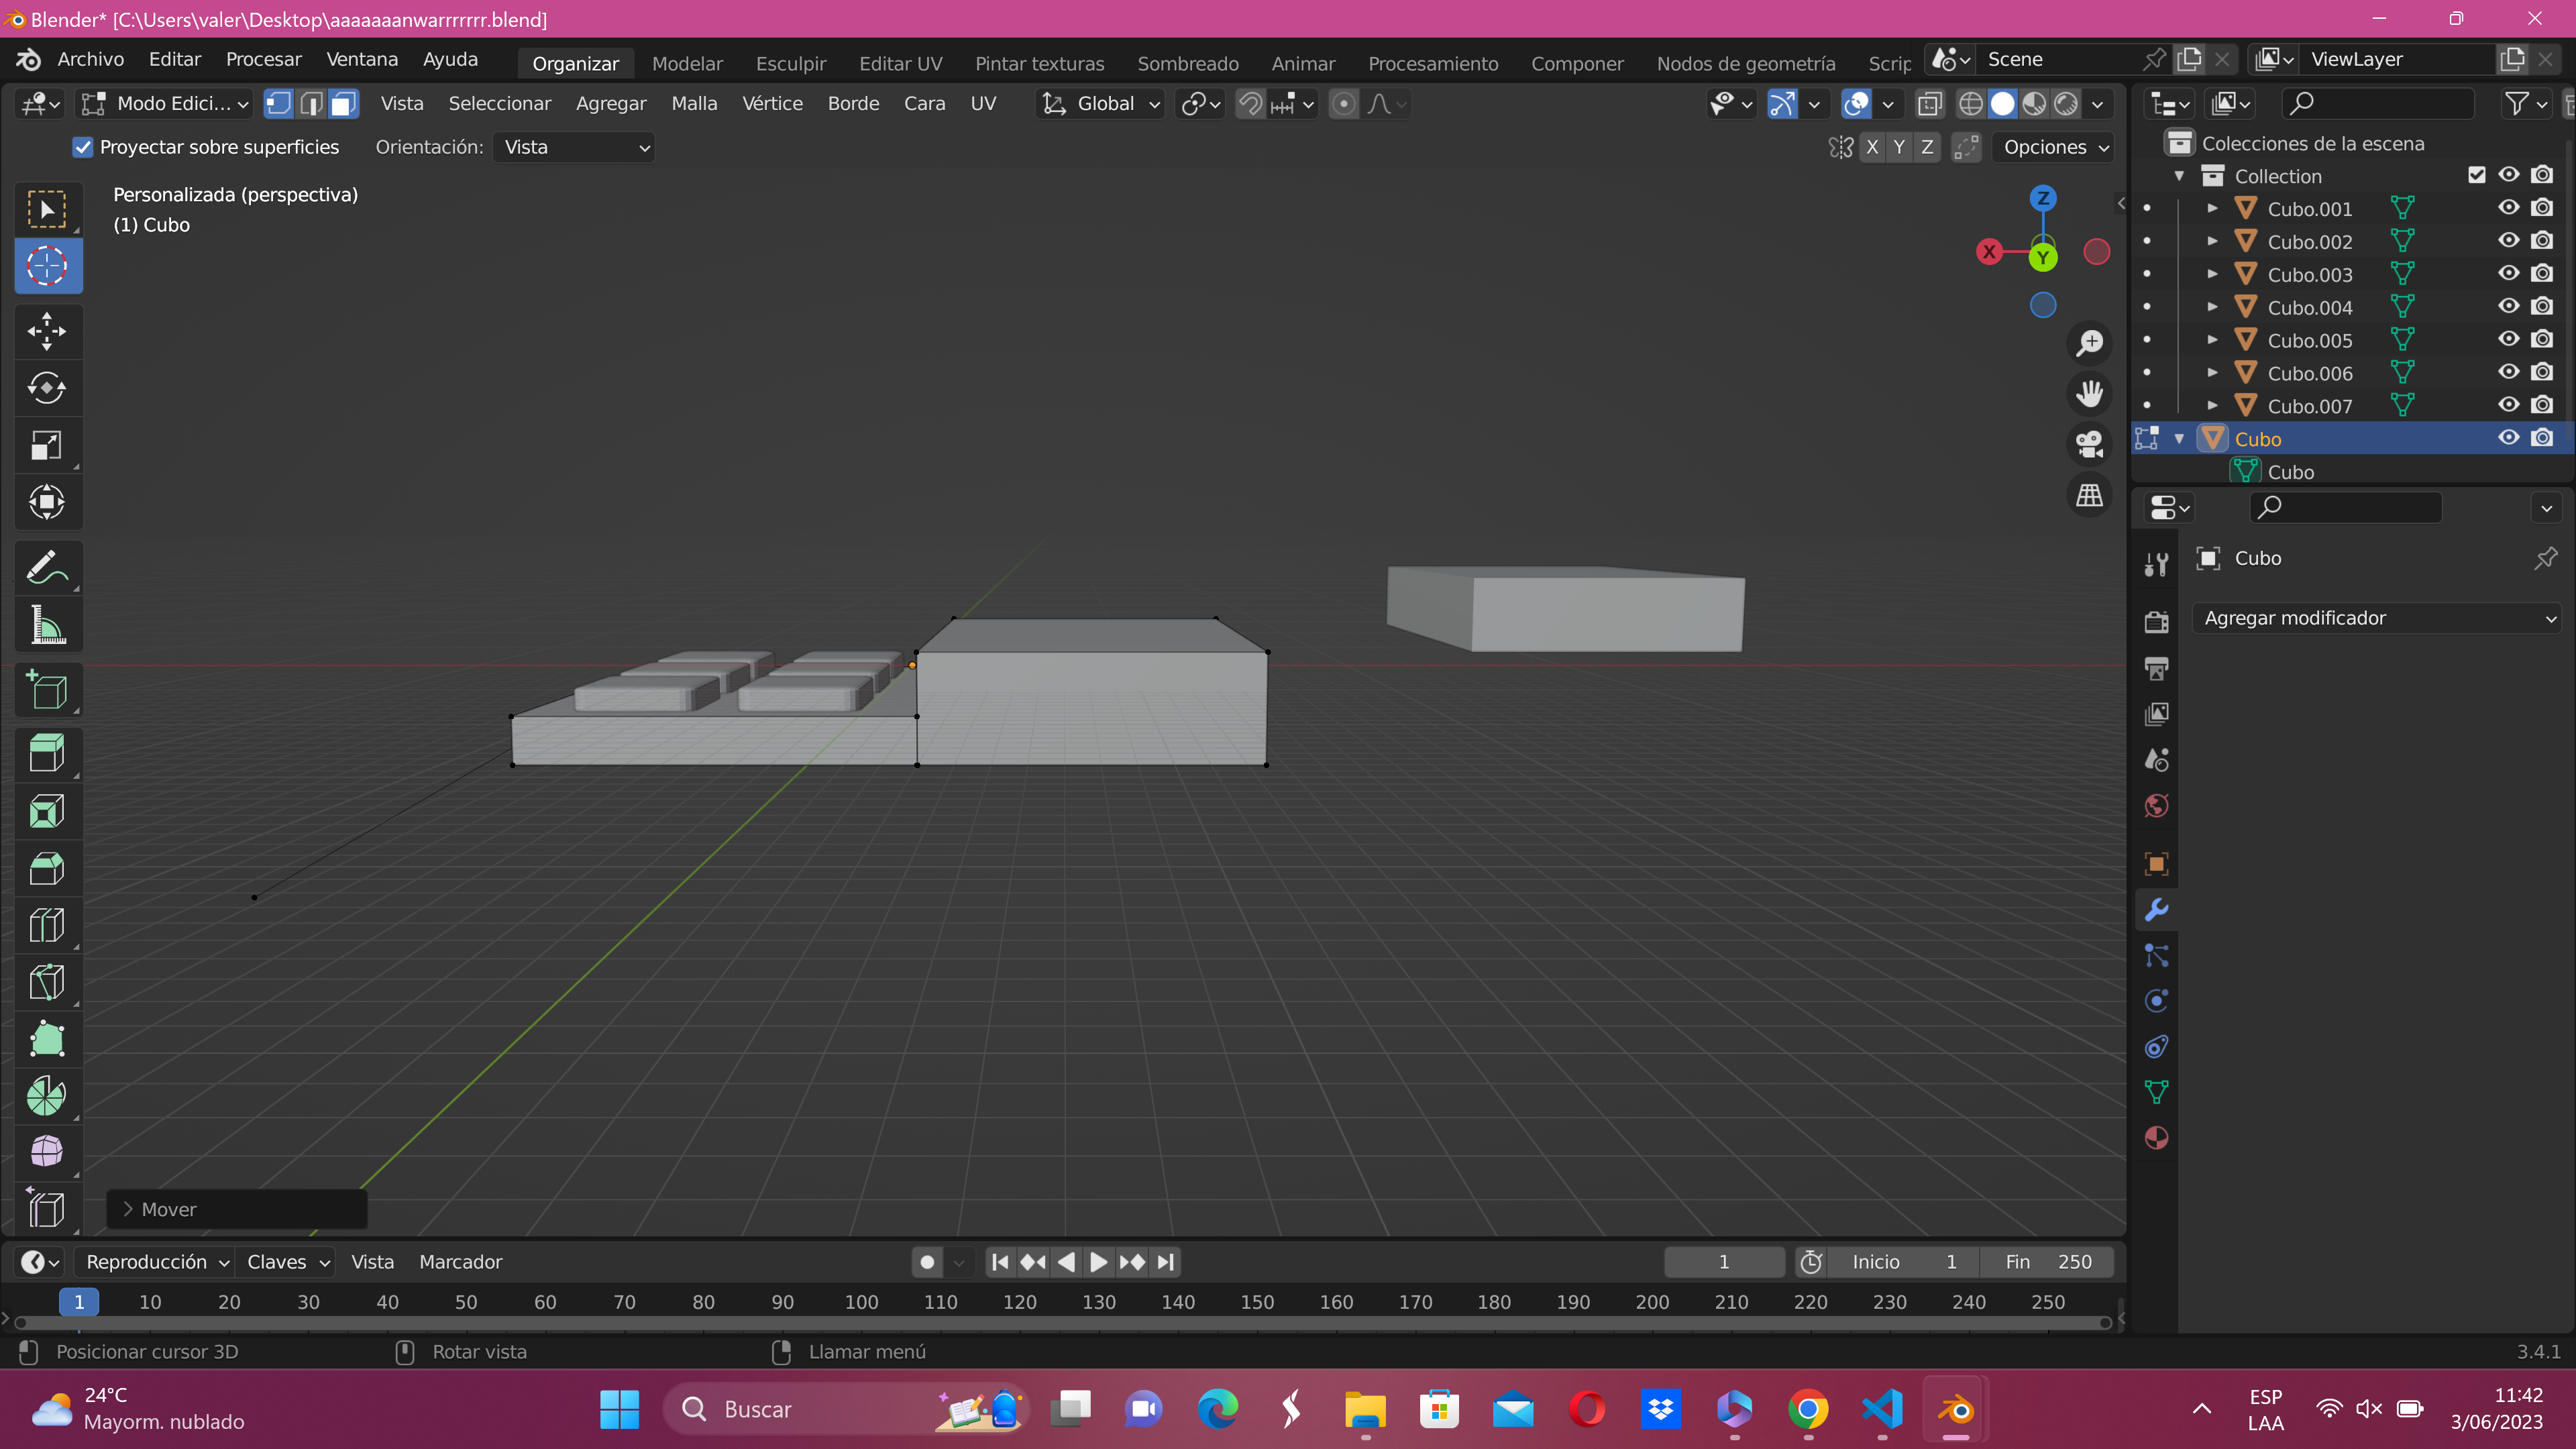 Blender* [C:\Users\valer\Desktop\aaaaaaanwarrrrrrr.blend]
Archivo Editar Procesar Ventana Ayuda Organizar Modelar Esculpir Editar UV Pintar texturas Sombreado Animar Procesamiento Componer Nodos de geometría Scrip Scene ViewLayer
Modo Edici... Vista Seleccionar Agregar Malla Vértice Borde Cara UV Global
Proyectar sobre superficies Orientación: Vista X Y Z Opciones
Personalizada (perspectiva)
(1) Cubo
Z
X
Y
Colecciones de la escena
Collection
Cubo.001
Cubo.002
Cubo.003
Cubo.004
Cubo.005
Cubo.006
Cubo.007
Cubo
Cubo
Cubo
Agregar modificador
Mover
Reproducción Claves Vista Marcador 1 Inicio 1 Fin 250
1 10 20 30 40 50 60 70 80 90 100 110 120 130 140 150 160 170 180 190 200 210 220 230 240 250
Posicionar cursor 3D Rotar vista Llamar menú 3.4.1
24°C
Mayorm. nublado
Buscar
ESP
LAA
11:42
3/06/2023